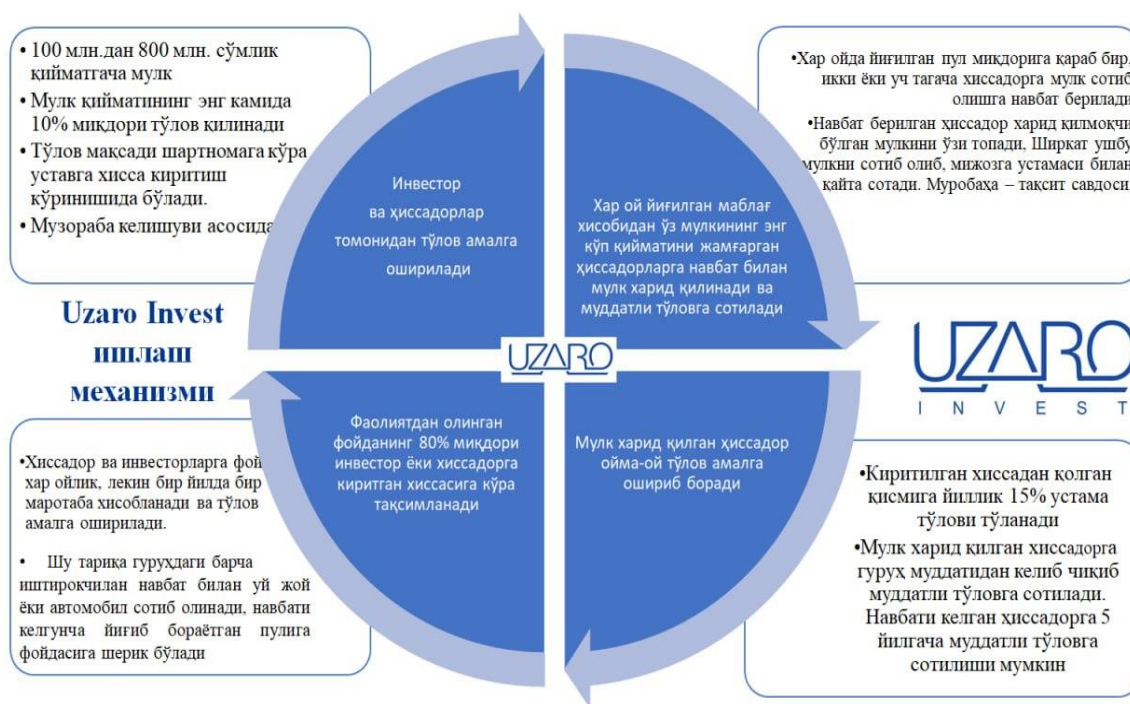 • 100 млн.дан 800 млн. сўмлик
қийматгача мулк
• Мулк қийматининг энг камида
10% миқдори тўлов қилинади
• Тўлов мақсади шартномага кўра
уставга хисса киритиш
кўринишида бўлади.
• Музораба келишуви асосида
Инвестор
ва ҳиссадорлар
томонидан тўлов амалга
оширилади
Хар ой йиғилган маблағ
хисобидан ўз мулкининг энг
кўп қийматини жамғарган
ҳиссадорларга навбат билан
мулк харид қилинади ва
муддатли тўловга сотилади
•Хар ойда йиғилган пул миқдорига қараб бир,
икки ёки уч тагача хиссадорга мулк сотиб
олишга навбат берилади
•Навбат берилган ҳиссадор харид қилмоқчи
бўлган мулкини ўзи топади, Ширкат ушбу
мулкни сотиб олиб, мижозга устамаси билан
қайта сотади. Муробаҳа – тақсит савдоси
Uzaro Invest
ишлаш
механизми
UZARO
UZARO
INVEST
•Хиссадор ва инвесторларга фой
хар ойлик, лекин бир йилда бир
маротаба хисобланади ва тўлов
амалга оширилади.
• Шу тариқа гуруҳдаги барча
иштирокчилан навбат билан уй жой
ёки автомобил сотиб олинади, навбати
келгунча йиғиб бораётган пулига
фойдасига шерик бўлади
Фаолиятдан олинган
фойданинг 80% миқдори
инвестор ёки хиссадорга
киритган хиссасига кўра
тақсимланади
Мулк харид қилган ҳиссадор
ойма-ой тўлов амалга
ошириб боради
•Киритилган хиссадан қолган
қисмига йиллик 15% устама
тўлови тўланади
•Мулк харид қилган хиссадорга
гуруҳ муддатидан келиб чиқиб
муддатли тўловга сотилади.
Навбати келган ҳиссадорга 5
йилгача муддатли тўловга
сотилиши мумкин